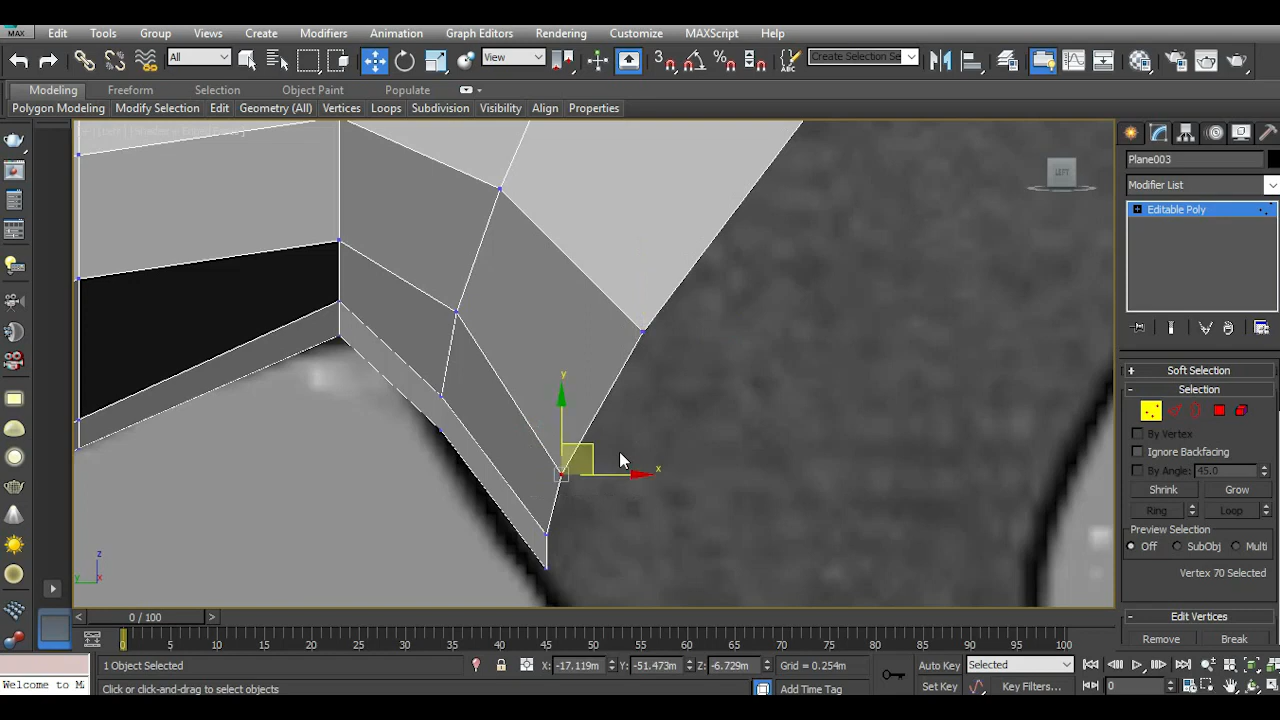 MAX Edit Tools Group Views Create Modifiers Animation Graph Editors Rendering Customize MAXScript Help
All View Create Selection Se
Modeling Freeform Selection Object Paint Populate
Polygon Modeling Modify Selection Edit Geometry (All) Vertices Loops Subdivision Visibility Align Properties
LEFT
Plane003
Modifier List
Editable Poly
Soft Selection
Selection
By Vertex
Ignore Backfacing
By Angle: 45.0
Shrink Grow
Ring Loop
Preview Selection
Off SubObj Multi
Vertex 70 Selected
Edit Vertices
Remove Break
y
x
z
y x
0 / 100
0 5 10 15 20 25 30 35 40 45 50 55 60 65 70 75 80 85 90 95 100
1 Object Selected X: -17.119m Y: -51.473m Z: -6.729m Grid = 0.254m Auto Key Selected
Welcome to M Click or click-and-drag to select objects Add Time Tag Set Key Key Filters... 0